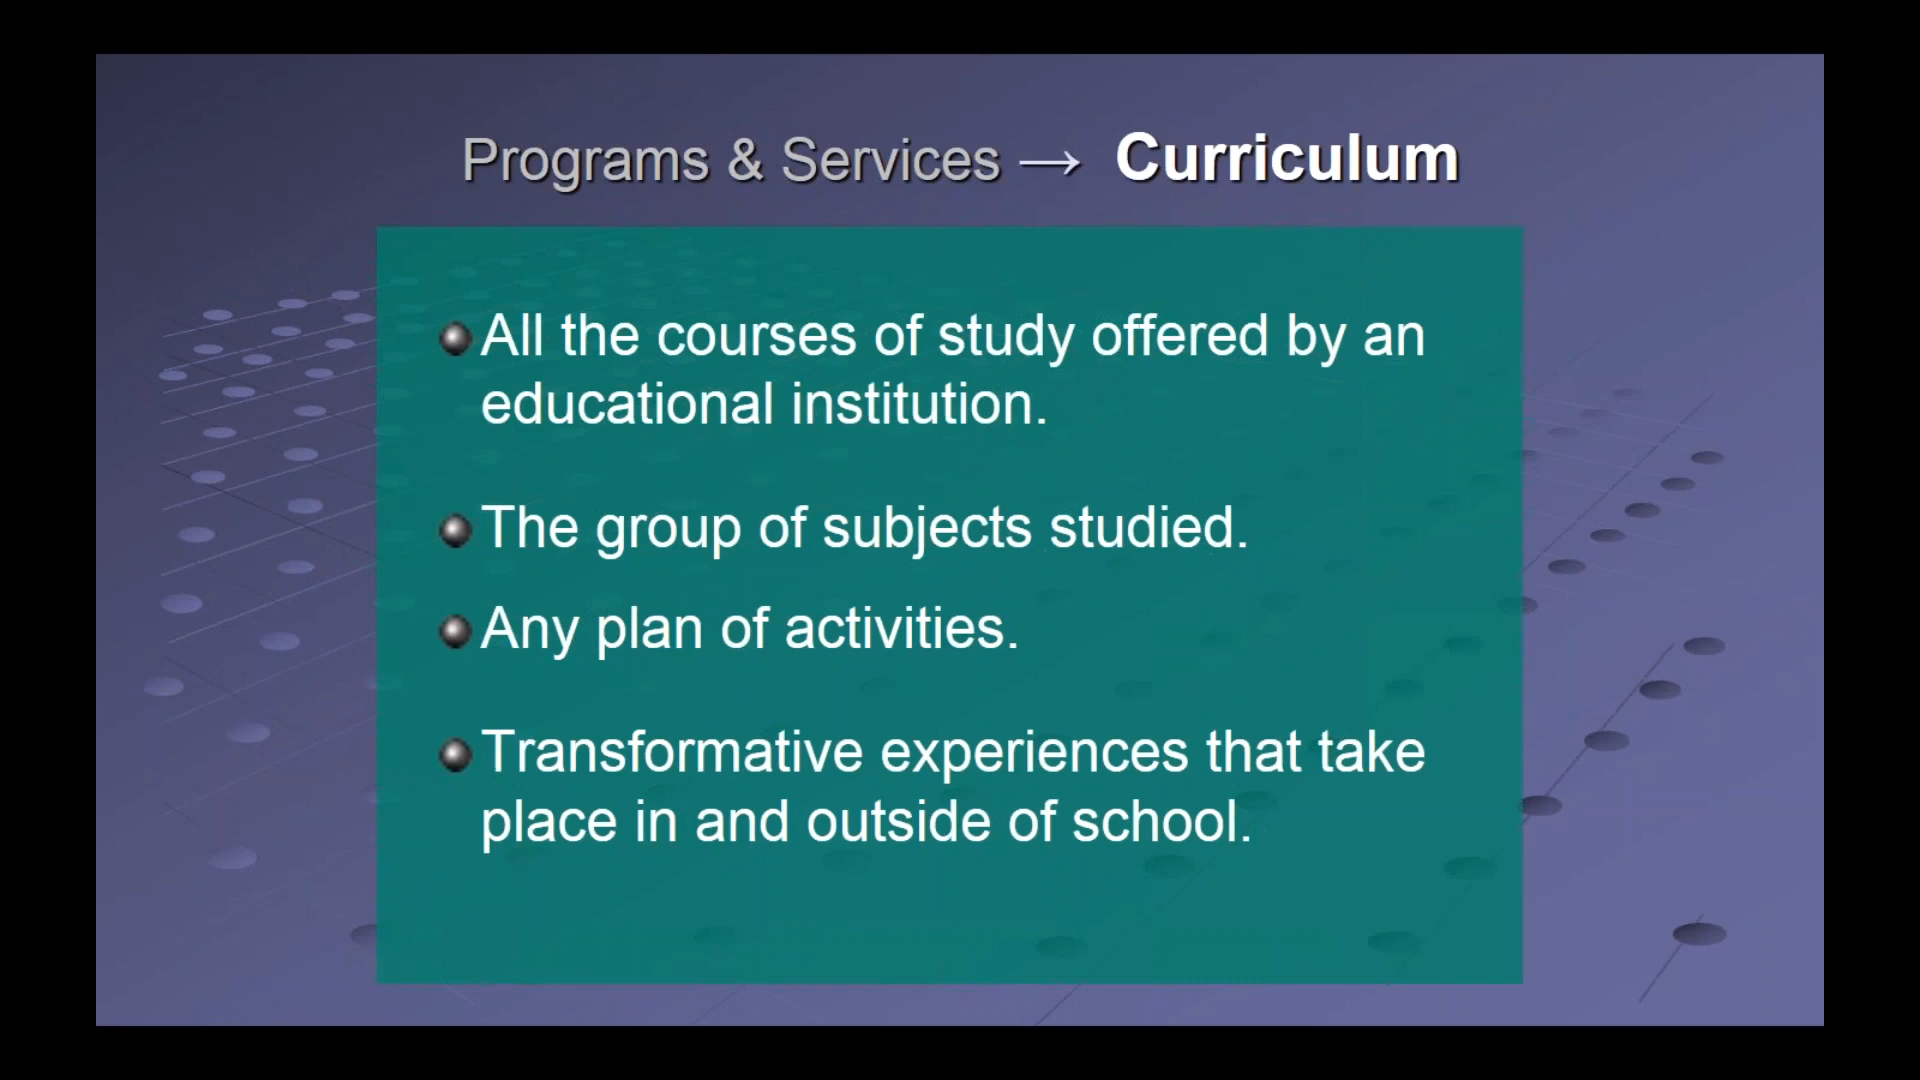 Programs & Services → Curriculum
All the courses of study offered by an
educational institution.
The group of subjects studied.
Any plan of activities.
Transformative experiences that take
place in and outside of school.